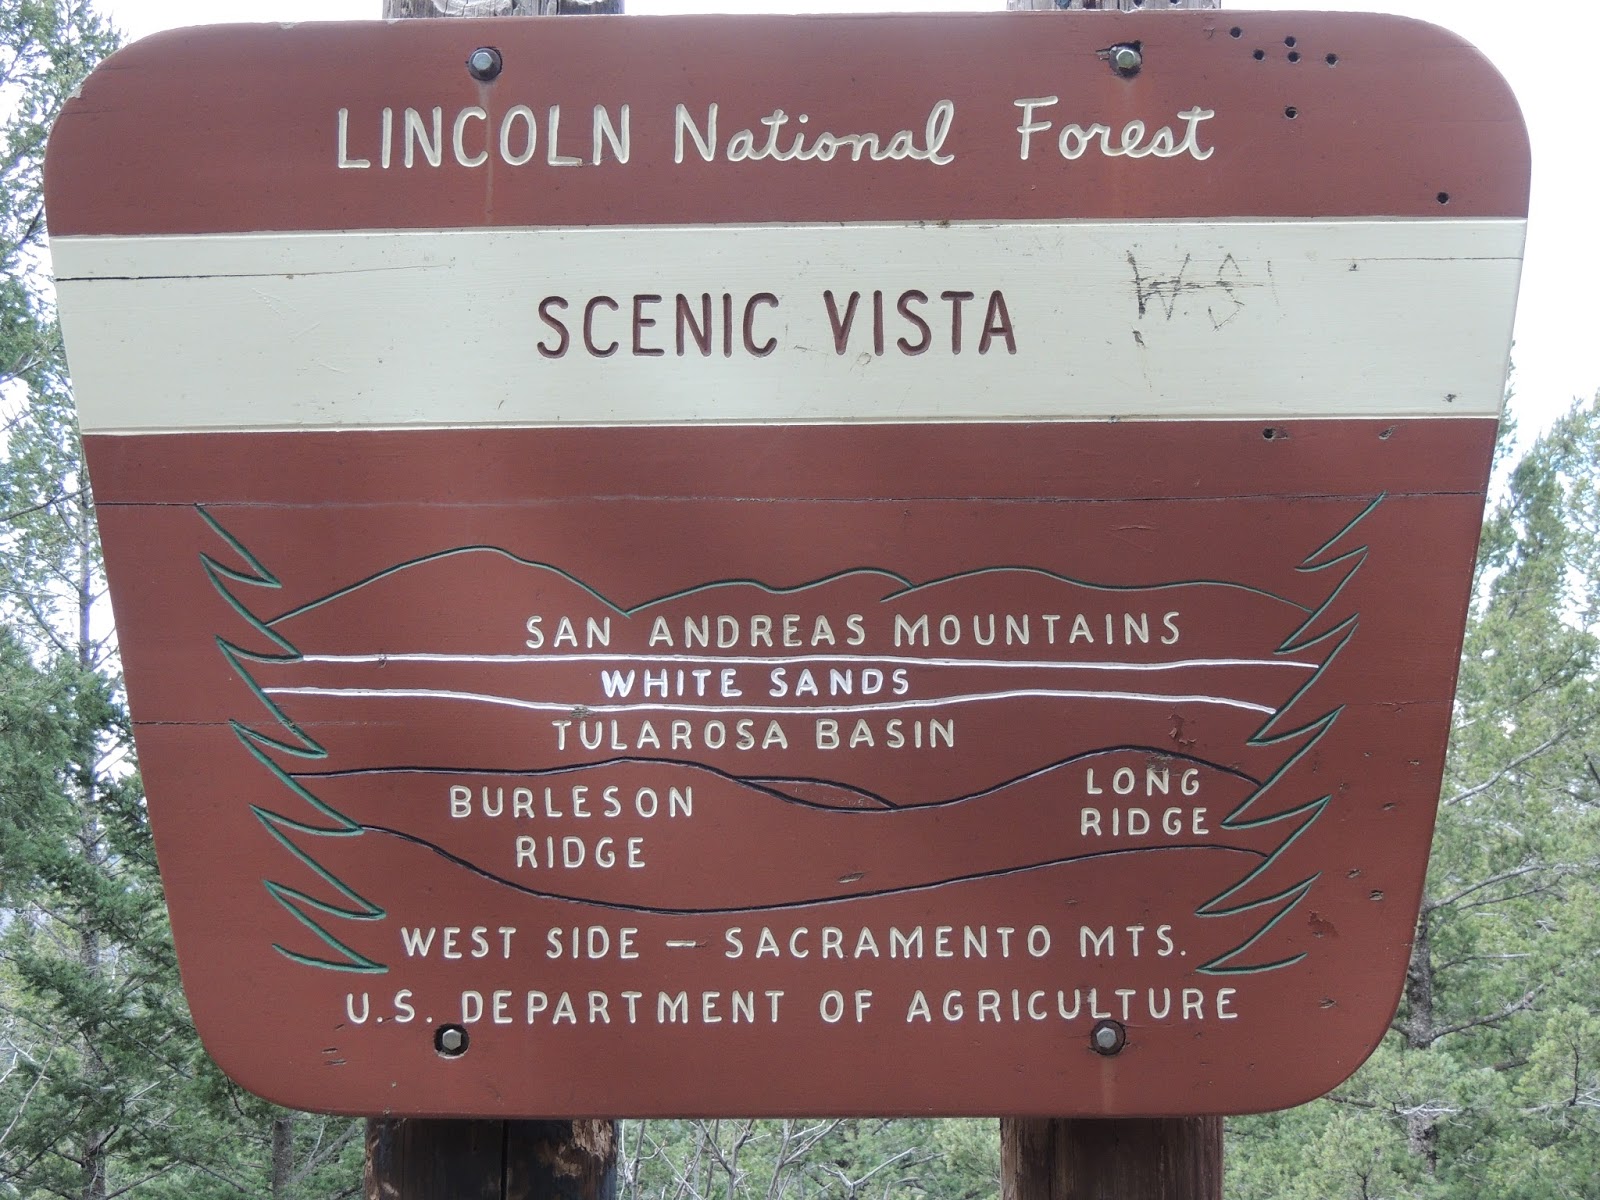 LINCOLN National Forest
SCENIC VISTA
SAN ANDREAS MOUNTAINS
WHITE SANDS
TULAROSA BASIN
BURLESON
RIDGE
LONG
RIDGE
WEST SIDE — SACRAMENTO MTS.
U.S. DEPARTMENT OF AGRICULTURE